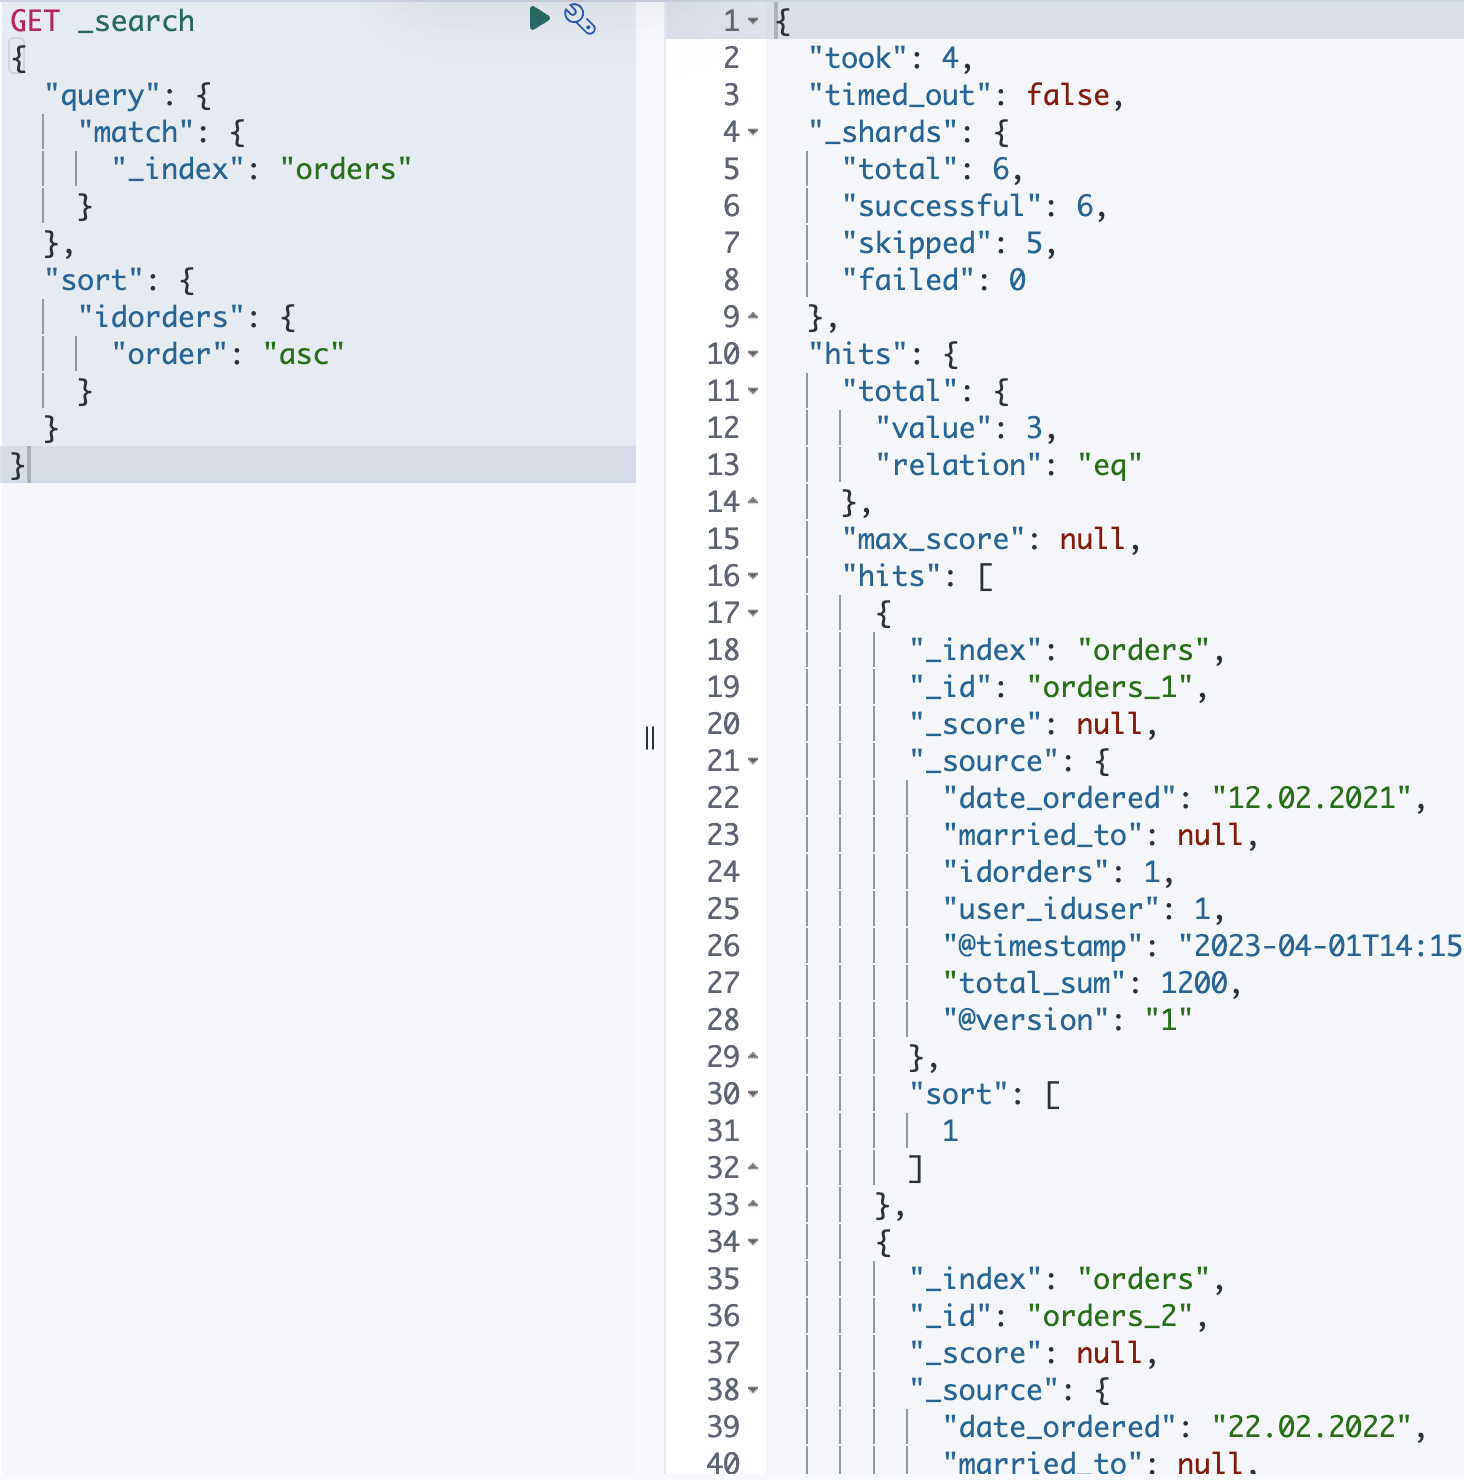 GET _search
{
  "query": {
    "match": {
      "_index": "orders"
    }
  },
  "sort": {
    "idorders": {
      "order": "asc"
    }
  }
}
1 {
2   "took": 4,
3   "timed_out": false,
4   "_shards": {
5     "total": 6,
6     "successful": 6,
7     "skipped": 5,
8     "failed": 0
9   },
10   "hits": {
11     "total": {
12       "value": 3,
13       "relation": "eq"
14     },
15     "max_score": null,
16     "hits": [
17       {
18         "_index": "orders",
19         "_id": "orders_1",
20         "_score": null,
21         "_source": {
22           "date_ordered": "12.02.2021",
23           "married_to": null,
24           "idorders": 1,
25           "user_iduser": 1,
26           "@timestamp": "2023-04-01T14:15
27           "total_sum": 1200,
28           "@version": "1"
29         },
30         "sort": [
31           1
32         ]
33       },
34       {
35         "_index": "orders",
36         "_id": "orders_2",
37         "_score": null,
38         "_source": {
39           "date_ordered": "22.02.2022",
40           "married_to": null,